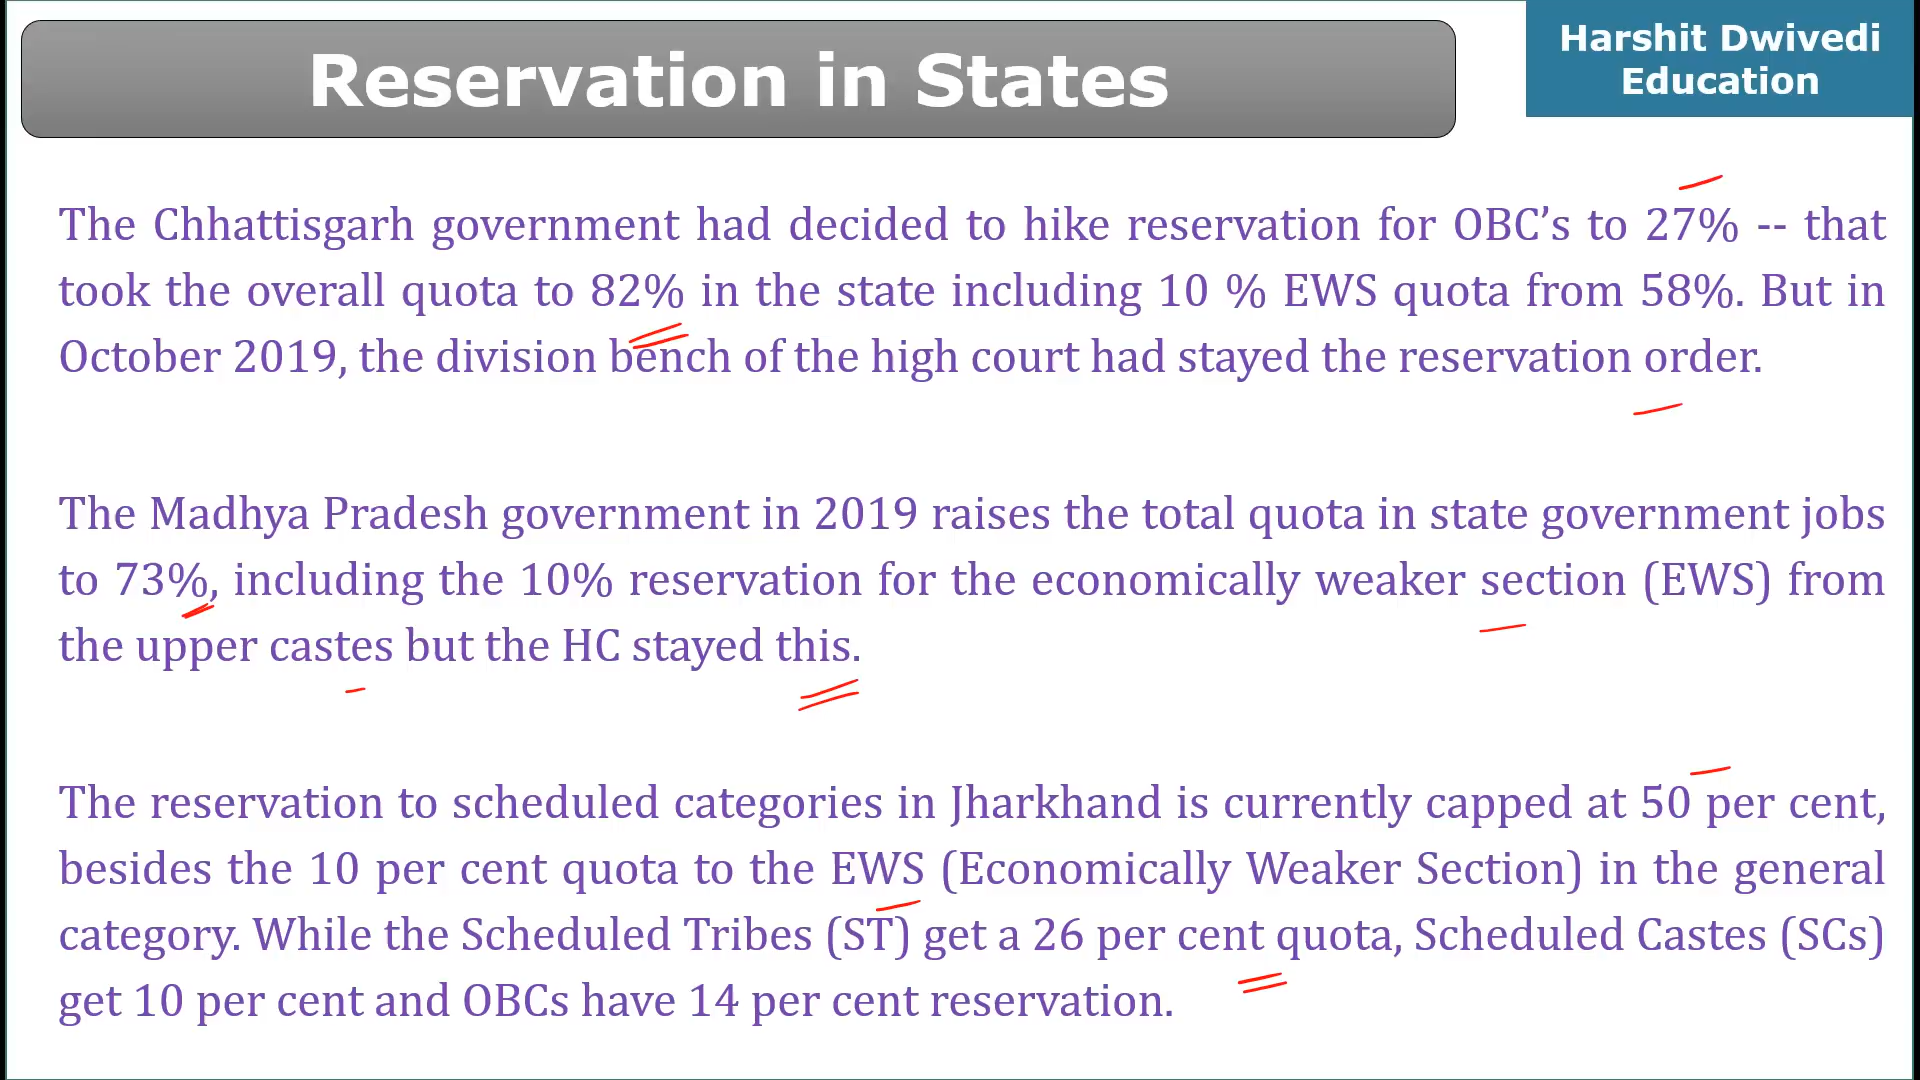 Reservation in States
Harshit Dwivedi
Education
The Chhattisgarh government had decided to hike reservation for OBC’s to 27% -- that
took the overall quota to 82% in the state including 10 % EWS quota from 58%. But in
October 2019, the division bench of the high court had stayed the reservation order.
The Madhya Pradesh government in 2019 raises the total quota in state government jobs
to 73%, including the 10% reservation for the economically weaker section (EWS) from
the upper castes but the HC stayed this.
The reservation to scheduled categories in Jharkhand is currently capped at 50 per cent,
besides the 10 per cent quota to the EWS (Economically Weaker Section) in the general
category. While the Scheduled Tribes (ST) get a 26 per cent quota, Scheduled Castes (SCs)
get 10 per cent and OBCs have 14 per cent reservation.